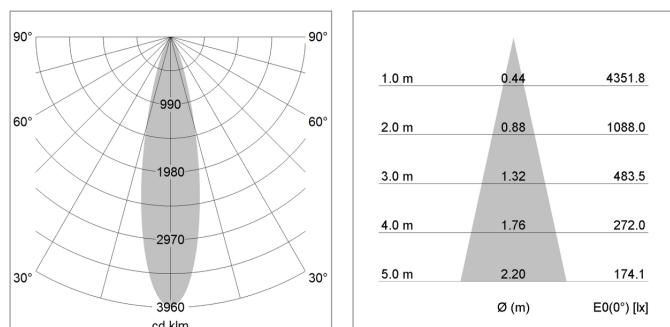 90° 90°
990
60° 60°
1980
2970
30° 30°
3960
cd klm
1.0 m 0.44 4351.8
2.0 m 0.88 1088.0
3.0 m 1.32 483.5
4.0 m 1.76 272.0
5.0 m 2.20 174.1
Ø (m) E0(0°) [lx]